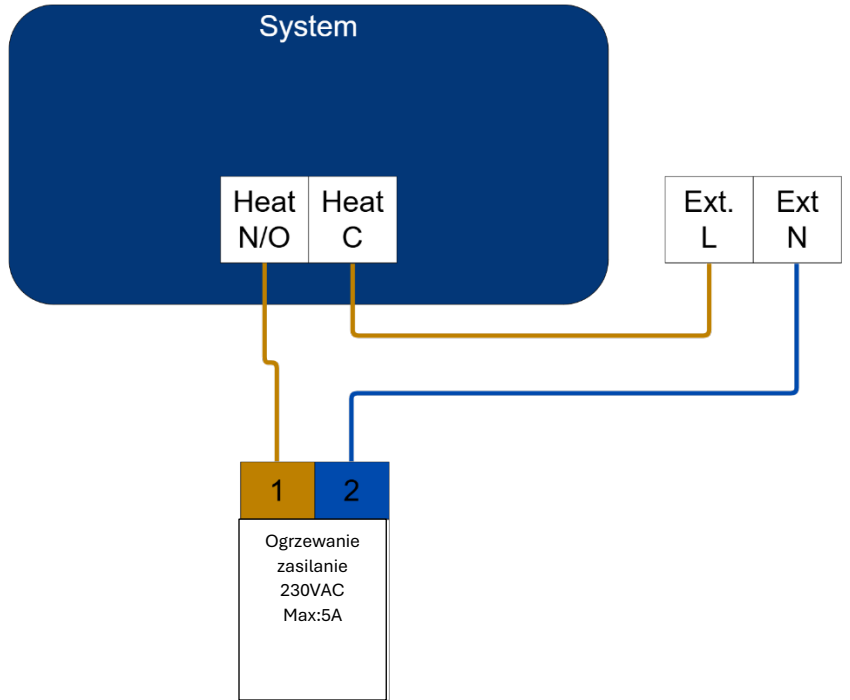 System
Heat N/O
Heat C
Ext. L
Ext N
1
2
Ogrzewanie
zasilanie
230VAC
Max:5A